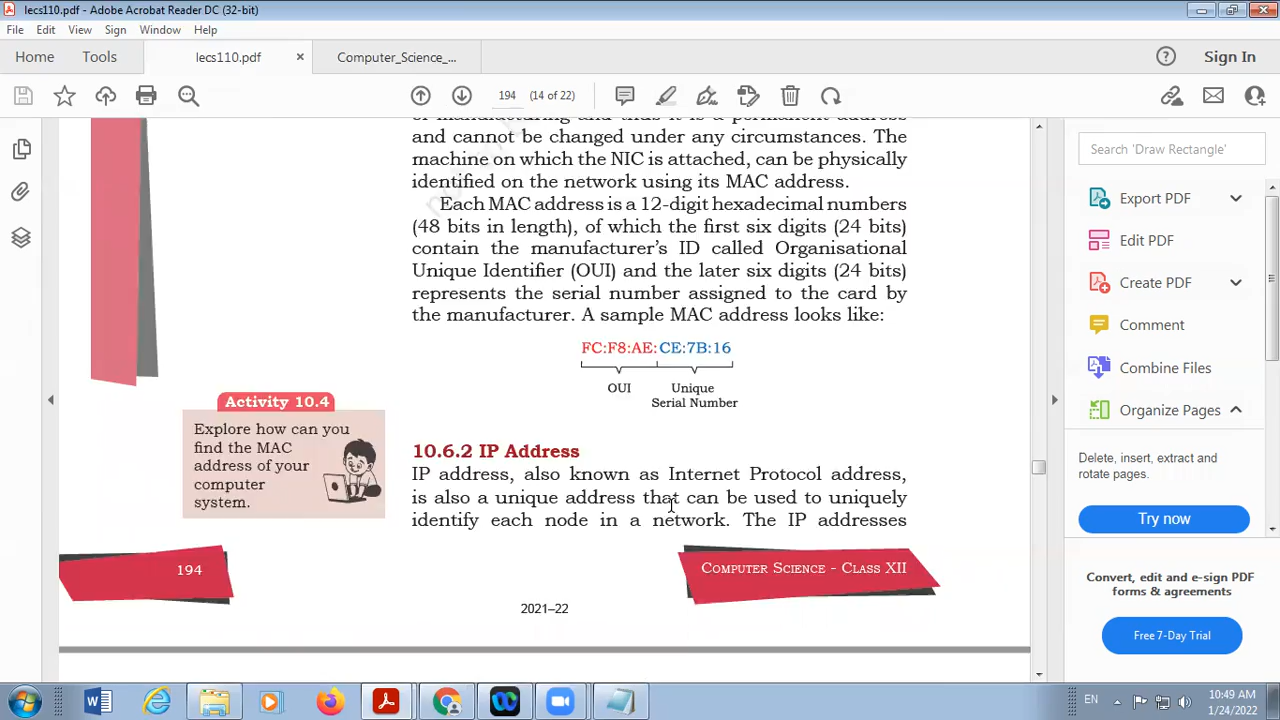 lecs110.pdf - Adobe Acrobat Reader DC (32-bit)
File Edit View Sign Window Help
Home Tools lecs110.pdf × Computer_Science_... ? Sign In
194 (14 of 22)
of manufacturing and thus it is a permanent address
and cannot be changed under any circumstances. The
machine on which the NIC is attached, can be physically
identified on the network using its MAC address.
Each MAC address is a 12-digit hexadecimal numbers
(48 bits in length), of which the first six digits (24 bits)
contain the manufacturer's ID called Organisational
Unique Identifier (OUI) and the later six digits (24 bits)
represents the serial number assigned to the card by
the manufacturer. A sample MAC address looks like:
FC:F8:AE:CE:7B:16
OUI Unique
Serial Number
Activity 10.4
Explore how can you
find the MAC
address of your
computer
system.
10.6.2 IP Address
IP address, also known as Internet Protocol address,
is also a unique address that can be used to uniquely
identify each node in a network. The IP addresses
194
Computer Science - Class XII
2021–22
Search 'Draw Rectangle'
Export PDF
Edit PDF
Create PDF
Comment
Combine Files
Organize Pages
Delete, insert, extract and
rotate pages.
Try now
Convert, edit and e-sign PDF
forms & agreements
Free 7-Day Trial
EN
10:49 AM
1/24/2022